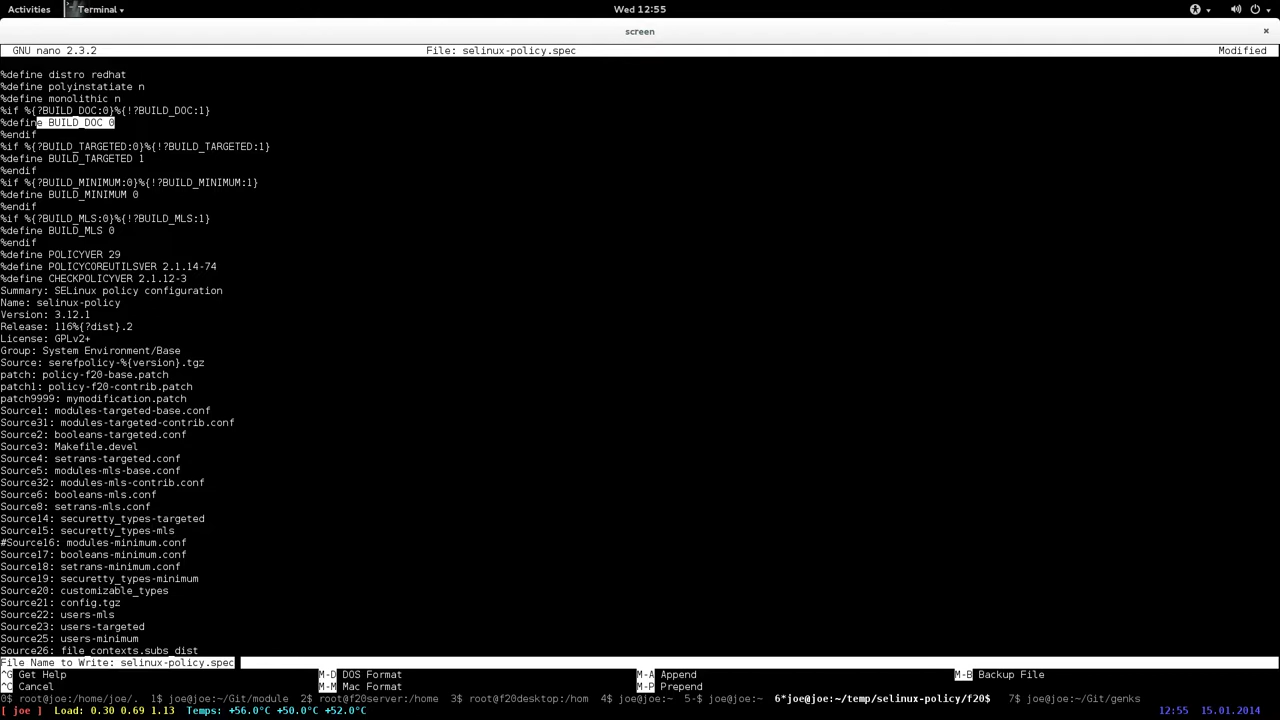 Activities Terminal Wed 12:55
screen ×
GNU nano 2.3.2 File: selinux-policy.spec Modified
%define distro redhat
%define polyinstatiate n
%define monolithic n
%if %{?BUILD_DOC:0}%{!?BUILD_DOC:1}
%define BUILD_DOC 0
%endif
%if %{?BUILD_TARGETED:0}%{!?BUILD_TARGETED:1}
%define BUILD_TARGETED 1
%endif
%if %{?BUILD_MINIMUM:0}%{!?BUILD_MINIMUM:1}
%define BUILD_MINIMUM 0
%endif
%if %{?BUILD_MLS:0}%{!?BUILD_MLS:1}
%define BUILD_MLS 0
%endif
%define POLICYVER 29
%define POLICYCOREUTILSVER 2.1.14-74
%define CHECKPOLICYVER 2.1.12-3
Summary: SELinux policy configuration
Name: selinux-policy
Version: 3.12.1
Release: 116%{?dist}.2
License: GPLv2+
Group: System Environment/Base
Source: serefpolicy-%{version}.tgz
patch: policy-f20-base.patch
patch1: policy-f20-contrib.patch
patch9999: mymodification.patch
Source1: modules-targeted-base.conf
Source31: modules-targeted-contrib.conf
Source2: booleans-targeted.conf
Source3: Makefile.devel
Source4: setrans-targeted.conf
Source5: modules-mls-base.conf
Source32: modules-mls-contrib.conf
Source6: booleans-mls.conf
Source8: setrans-mls.conf
Source14: securetty_types-targeted
Source15: securetty_types-mls
#Source16: modules-minimum.conf
Source17: booleans-minimum.conf
Source18: setrans-minimum.conf
Source19: securetty_types-minimum
Source20: customizable_types
Source21: config.tgz
Source22: users-mls
Source23: users-targeted
Source25: users-minimum
Source26: file_contexts.subs_dist
File Name to Write: selinux-policy.spec
^G Get Help M-D DOS Format M-A Append M-B Backup File
^C Cancel M-M Mac Format M-P Prepend
0$ root@joe:/home/joe/. 1$ joe@joe:~/Git/module 2$ root@f20server:/home 3$ root@f20desktop:/hom 4$ joe@joe:~ 5-$ joe@joe:~ 6*joe@joe:~/temp/selinux-policy/f20$ 7$ joe@joe:~/Git/genks
[ joe ] Load: 0.30 0.69 1.13 Temps: +56.0°C +50.0°C +52.0°C 12:55 15.01.2014